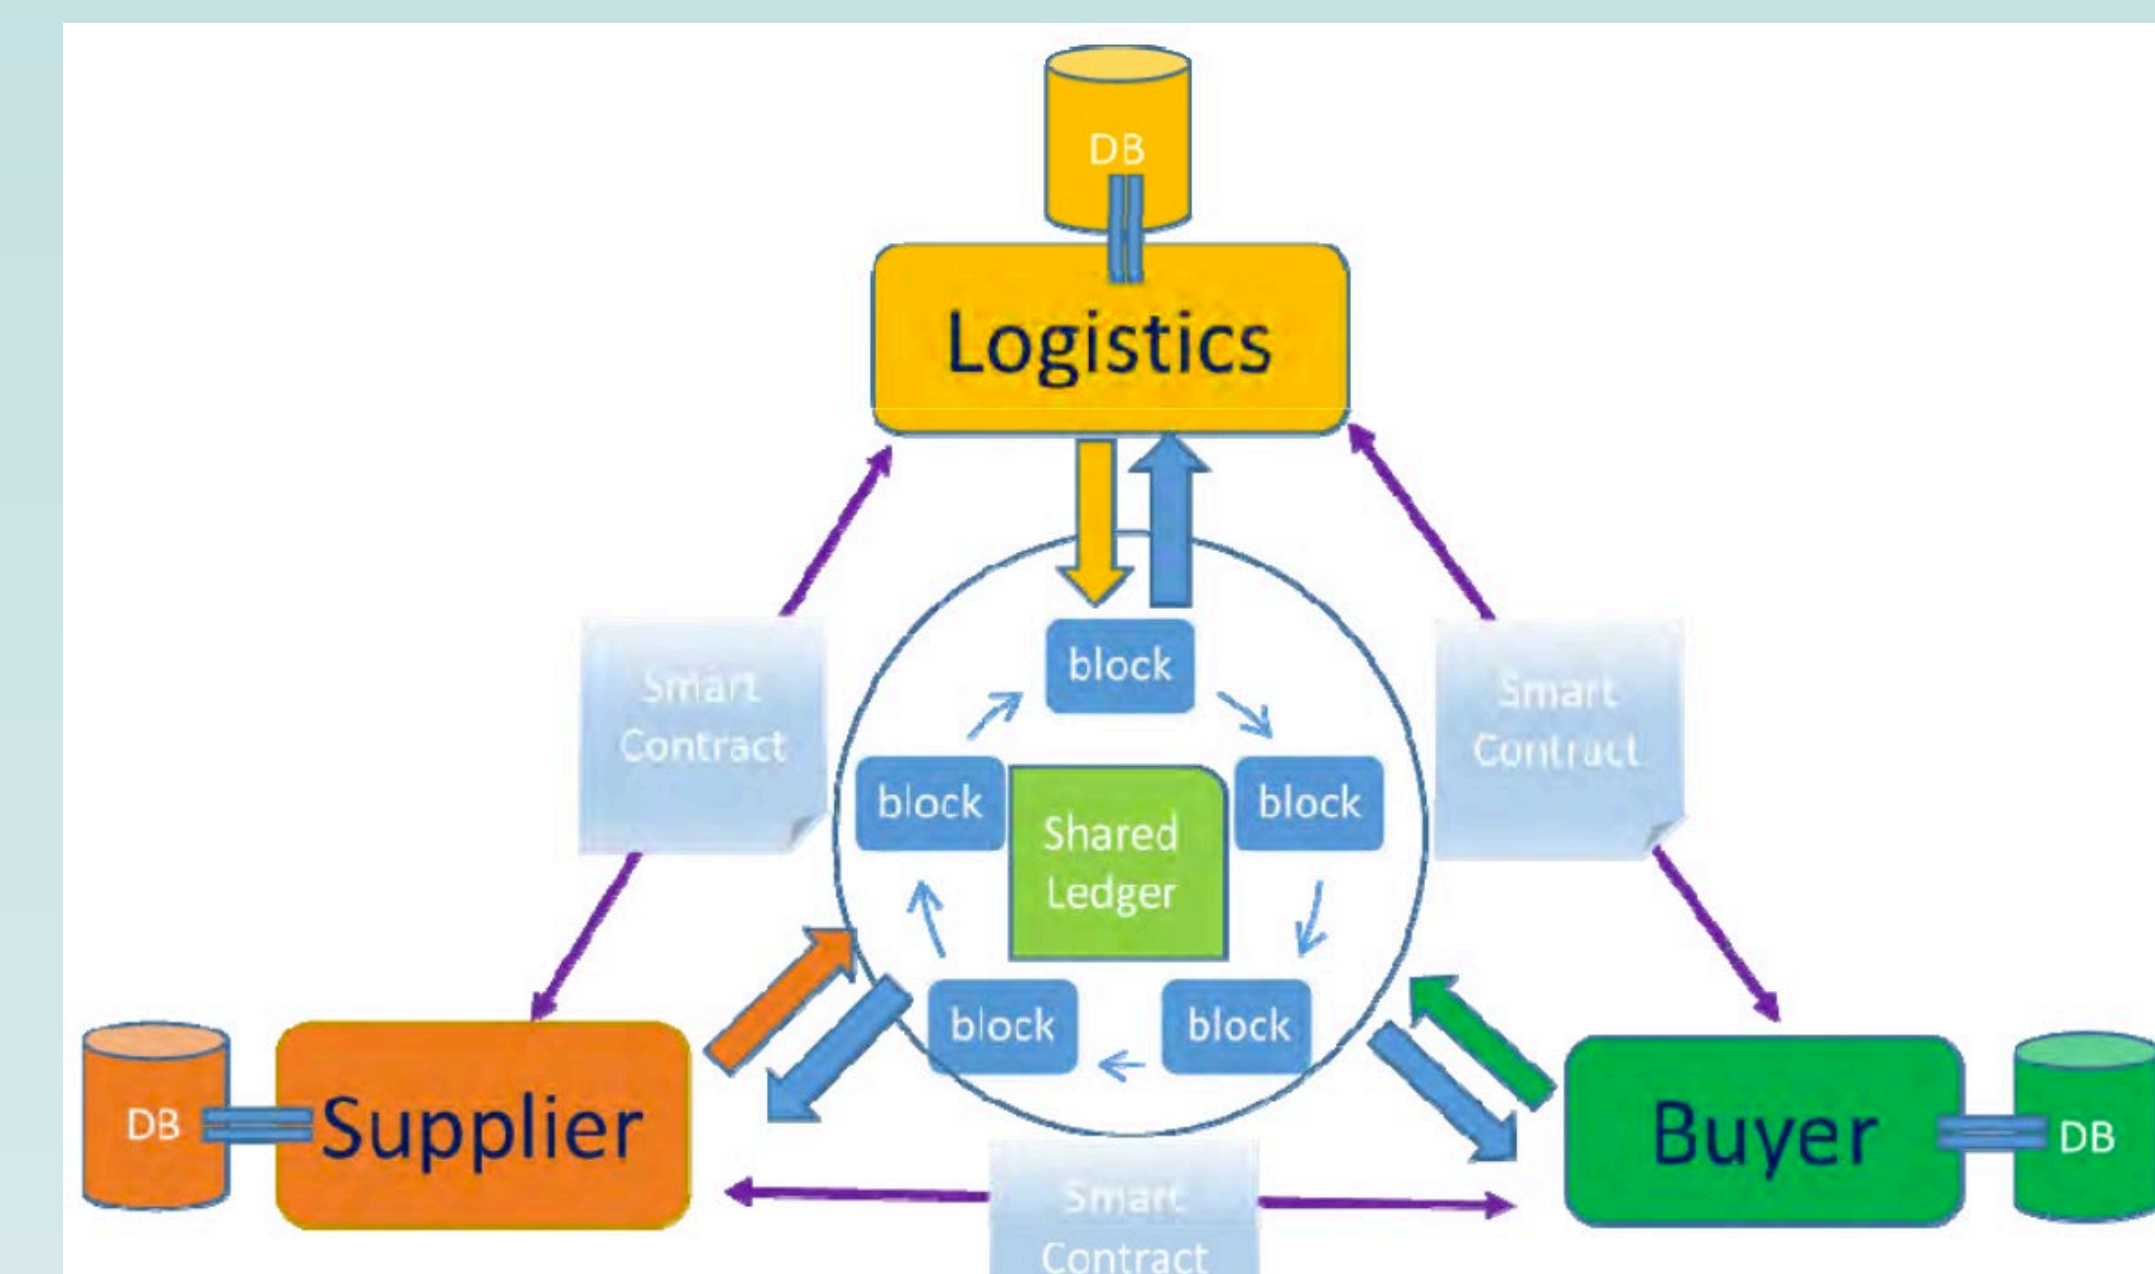 DB
Logistics
block
Smart
Contract
Smart
Contract
block
block
Shared
Ledger
block
block
DB
Supplier
Buyer
DB
Smart
Contract